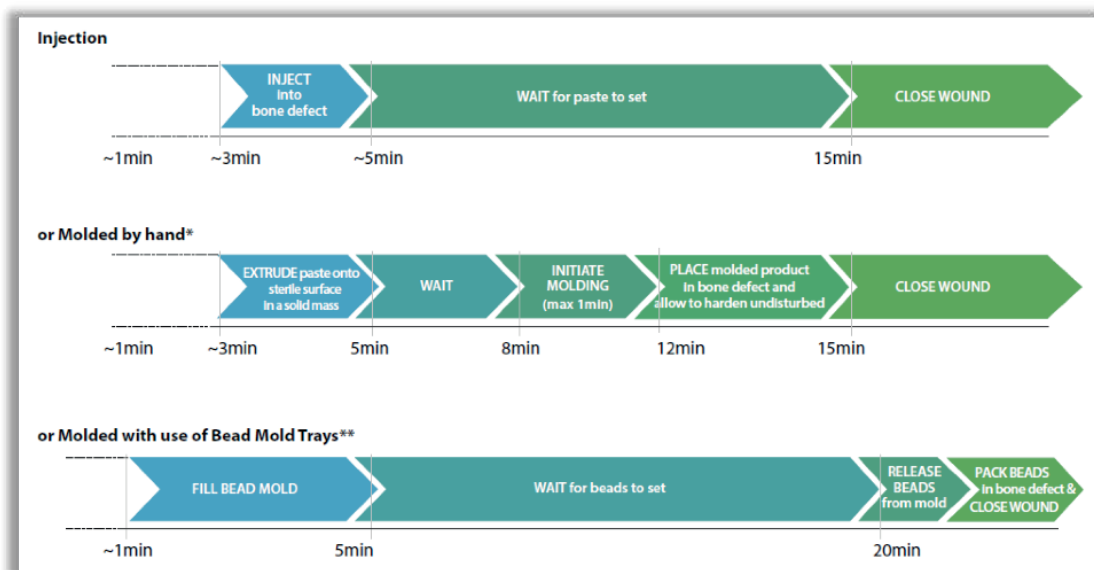 Injection
INJECT
into
bone defect
WAIT for paste to set
CLOSE WOUND
~1min
~3min
~5min
15min
or Molded by hand*
EXTRUDE paste onto
sterile surface
in a solid mass
WAIT
INITIATE
MOLDING
(max 1min)
PLACE molded product
in bone defect and
allow to harden undisturbed
CLOSE WOUND
~1min
~3min
5min
8min
12min
15min
or Molded with use of Bead Mold Trays**
FILL BEAD MOLD
WAIT for beads to set
RELEASE
BEADS
from mold
PACK BEADS
in bone defect &
CLOSE WOUND
~1min
5min
20min